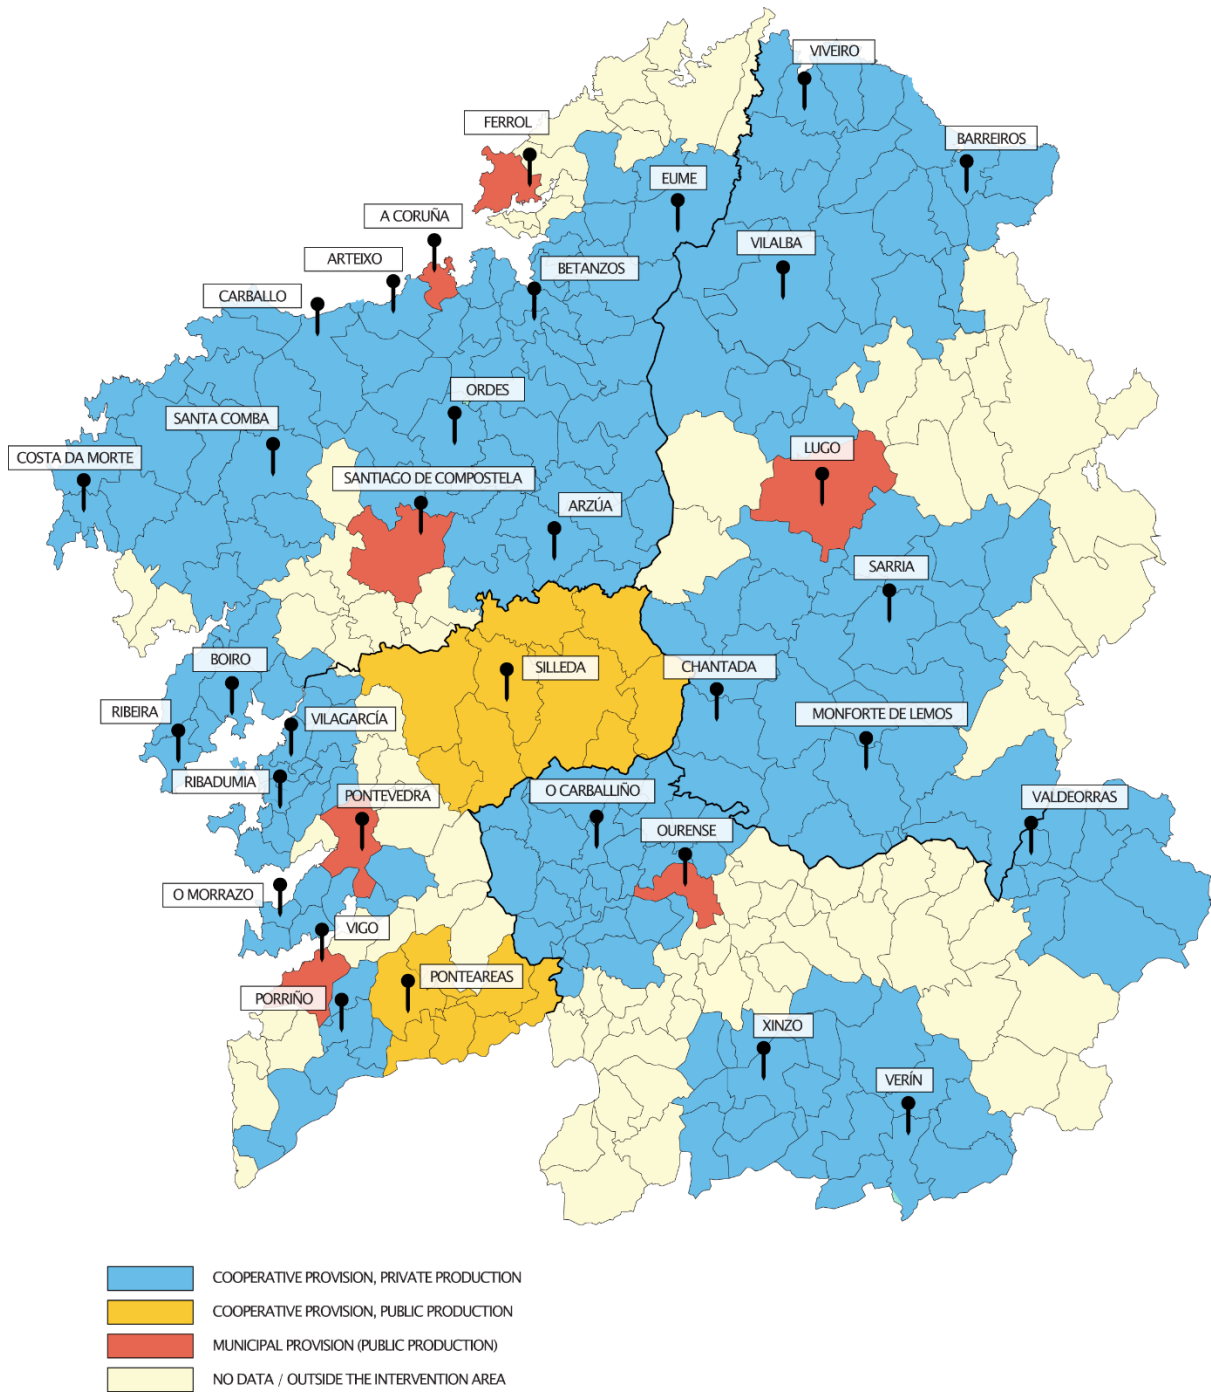 VIVEIRO
FERROL
BARREIROS
EUME
A CORUÑA
VILALBA
ARTEIXO
BETANZOS
CARBALLO
ORDES
SANTA COMBA
LUGO
COSTA DA MORTE
SANTIAGO DE COMPOSTELA
ARZÚA
SARRIA
BOIRO
SILLEDA
CHANTADA
RIBEIRA
VILAGARCÍA
MONFORTE DE LEMOS
RIBADUMIA
O CARBALLIÑO
PONTEVEDRA
VALDEORRAS
OURENSE
O MORRAZO
VIGO
PONTEAREAS
PORRIÑO
XINZO
VERÍN
COOPERATIVE PROVISION, PRIVATE PRODUCTION
COOPERATIVE PROVISION, PUBLIC PRODUCTION
MUNICIPAL PROVISION (PUBLIC PRODUCTION)
NO DATA / OUTSIDE THE INTERVENTION AREA